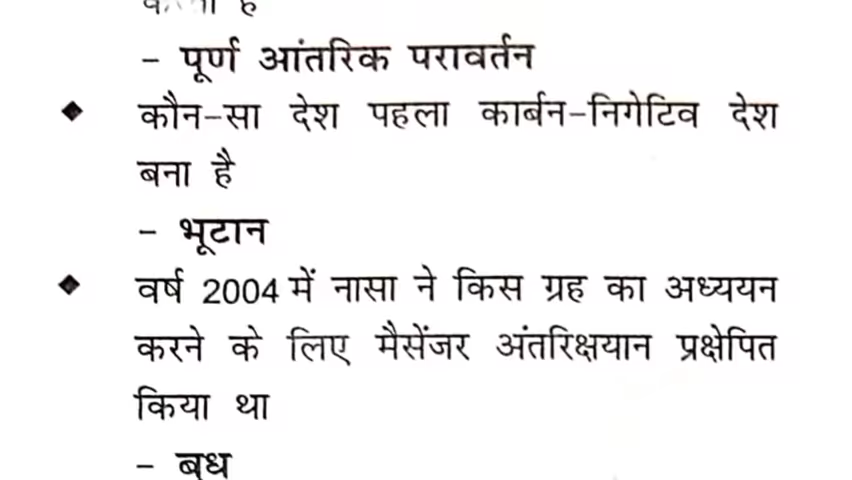 है
– पूर्ण आंतरिक परावर्तन
◆ कौन-सा देश पहला कार्बन-निगेटिव देश
बना है
– भूटान
◆ वर्ष 2004 में नासा ने किस ग्रह का अध्ययन
करने के लिए मैसेंजर अंतरिक्षयान प्रक्षेपित
किया था
– बुध